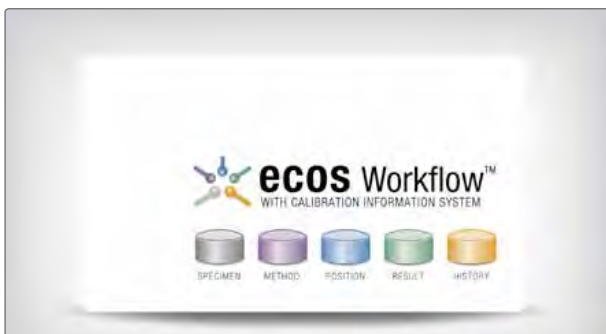 ecos Workflow™
WITH CALIBRATION INFORMATION SYSTEM
SPECIMEN METHOD POSITION RESULT HISTORY